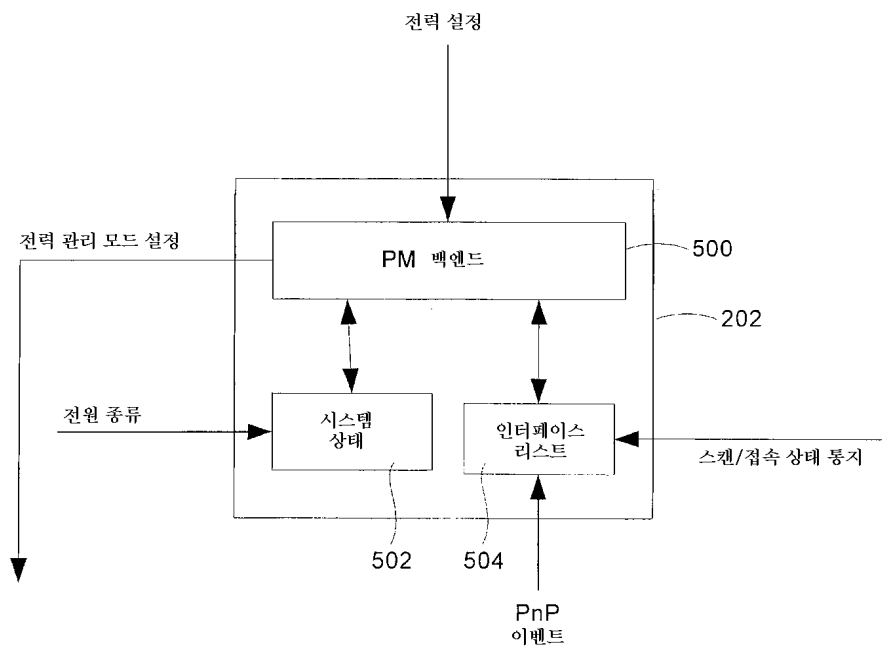 전력 설정
전력 관리 모드 설정
PM 백엔드
500
202
전원 종류
시스템
상태
인터페이스
리스트
스캔/접속 상태 통지
502
504
PnP
이벤트